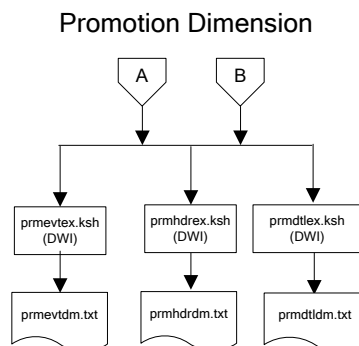 Promotion Dimension
A
B
prmevtex.ksh
(DWI)
prmhdrex.ksh
(DWI)
prmdtlex.ksh
(DWI)
prmevtdm.txt
prmhdrdm.txt
prmdtldm.txt